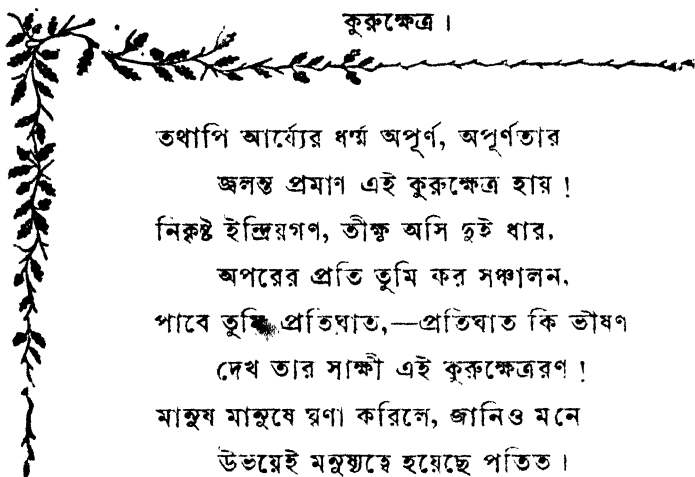 কুরুক্ষেত্র।
তথাপি আর্য্যের ধর্ম্ম অপূর্ণ, অপূর্ণতার
জ্বলন্ত প্রমাণ এই কুরুক্ষেত্র হায়!
নিকৃষ্ট ইন্দ্রিয়গণ, তীক্ষ্ণ অসি দুই ধার,
অপরের প্রতি তুমি কর সঞ্চালন,
পাবে তুমি প্রতিঘাত,—প্রতিঘাত কি ভীষণ
দেখ তার সাক্ষী এই কুরুক্ষেত্ররণ!
মানুষ মানুষে ঘৃণা করিলে, জানিও মনে
উভয়েই মনুষ্যত্বে হয়েছে পতিত।